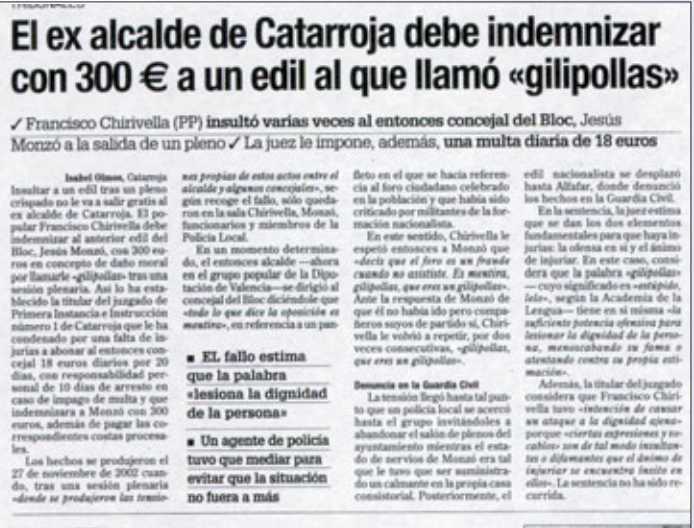 TRIBUNALES
El ex alcalde de Catarroja debe indemnizar
con 300 € a un edil al que llamó «gilipollas»
✓ Francisco Chirivella (PP) insultó varias veces al entonces concejal del Bloc, Jesús
Monzó a la salida de un pleno ✓ La juez le impone, además, una multa diaria de 18 euros
Isabel Olmos, Catarroja
Insultar a un edil tras un pleno
crispado no le va a salir gratis al
ex alcalde de Catarroja. El po-
pular Francisco Chirivella debe
indemnizar al anterior edil del
Bloc, Jesús Monzó, con 300 eu-
ros en concepto de daño moral
por llamarle «gilipollas» tras una
sesión plenaria. Así lo ha esta-
blecido la titular del juzgado de
Primera Instancia e Instrucción
número 1 de Catarroja que le ha
condenado por una falta de in-
jurias a abonar al entonces con-
cejal 18 euros diarios por 20
días, con responsabilidad per-
sonal de 10 días de arresto en
caso de impago de multa y que
indemnizara a Monzó con 300
euros, además de pagar las co-
rrespondientes costas procesa-
les.
Los hechos se produjeron el
27 de noviembre de 2002 cuan-
do, tras una sesión plenaria
«donde se produjeron las tensio-
nes propias de estos actos entre el
alcalde y algunos concejales», se-
gún recoge el fallo, sólo queda-
ron en la sala Chirivella, Monzó,
funcionarios y miembros de la
Policía Local.
En un momento determina-
do, el entonces alcalde —ahora
en el grupo popular de la Dipu-
tación de Valencia— se dirigió al
concejal del Bloc diciéndole que
«todo lo que dice la oposición es
mentira», en referencia a un pan-
■ EL fallo estima
que la palabra
«lesiona la dignidad
de la persona»
■ Un agente de policía
tuvo que mediar para
evitar que la situación
no fuera a más
fleto en el que se hacía referen-
cia al foro ciudadano celebrado
en la población y que había sido
criticado por militantes de la for-
mación nacionalista.
En este sentido, Chirivella le
espetó entonces a Monzó que
«decís que el foro es un fraude
cuando no asististe. Es mentira,
gilipollas, que eres un gilipollas».
Ante la respuesta de Monzó de
que él no había ido pero compa-
ñeros suyos de partido sí, Chiri-
vella le volvió a repetir, por dos
veces consecutivas, «gilipollas,
que eres un gilipollas».
Denuncia en la Guardia Civil
La tensión llegó hasta tal pun-
to que un policía local se acercó
hasta el grupo invitándoles a
abandonar el salón de plenos del
ayuntamiento mientras el esta-
do de nervios de Monzó era tal
que le tuvo que ser suministra-
do un calmante en la propia casa
consistorial. Posteriormente, el
edil nacionalista se desplazó
hasta Alfafar, donde denunció
los hechos en la Guardia Civil.
En la sentencia, la juez estima
que se dan los dos elementos
fundamentales para que haya in-
jurias: la ofensa en sí y el ánimo
de injuriar. En este caso, consi-
dera que la palabra «gilipollas»
—cuyo significado es «estúpido,
lelo», según la Academia de la
Lengua— tiene en sí misma «la
suficiente potencia ofensiva para
lesionar la dignidad de la perso-
na, menoscabando su fama o
atentando contra su propia esti-
mación».
Además, la titular del juzgado
considera que Francisco Chiri-
vella tuvo «intención de causar
un ataque a la dignidad ajena»
porque «ciertas expresiones y vo-
cablos» son de tal modo insultan-
tes o difamantes que el ánimo de
injuriar se encuentra ínsito en
ellos». La sentencia no ha sido re-
currida.